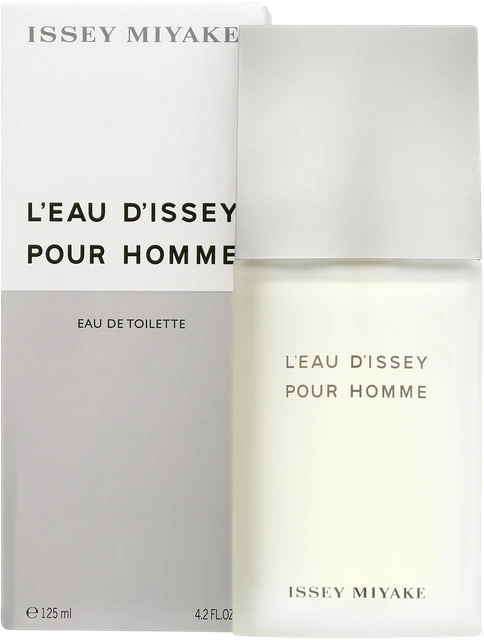 ISSEY MIYAKE
L'EAU D'ISSEY
POUR HOMME
EAU DE TOILETTE
℮ 125 ml
4.2 FL.OZ
L'EAU D'ISSEY
POUR HOMME
ISSEY MIYAKE